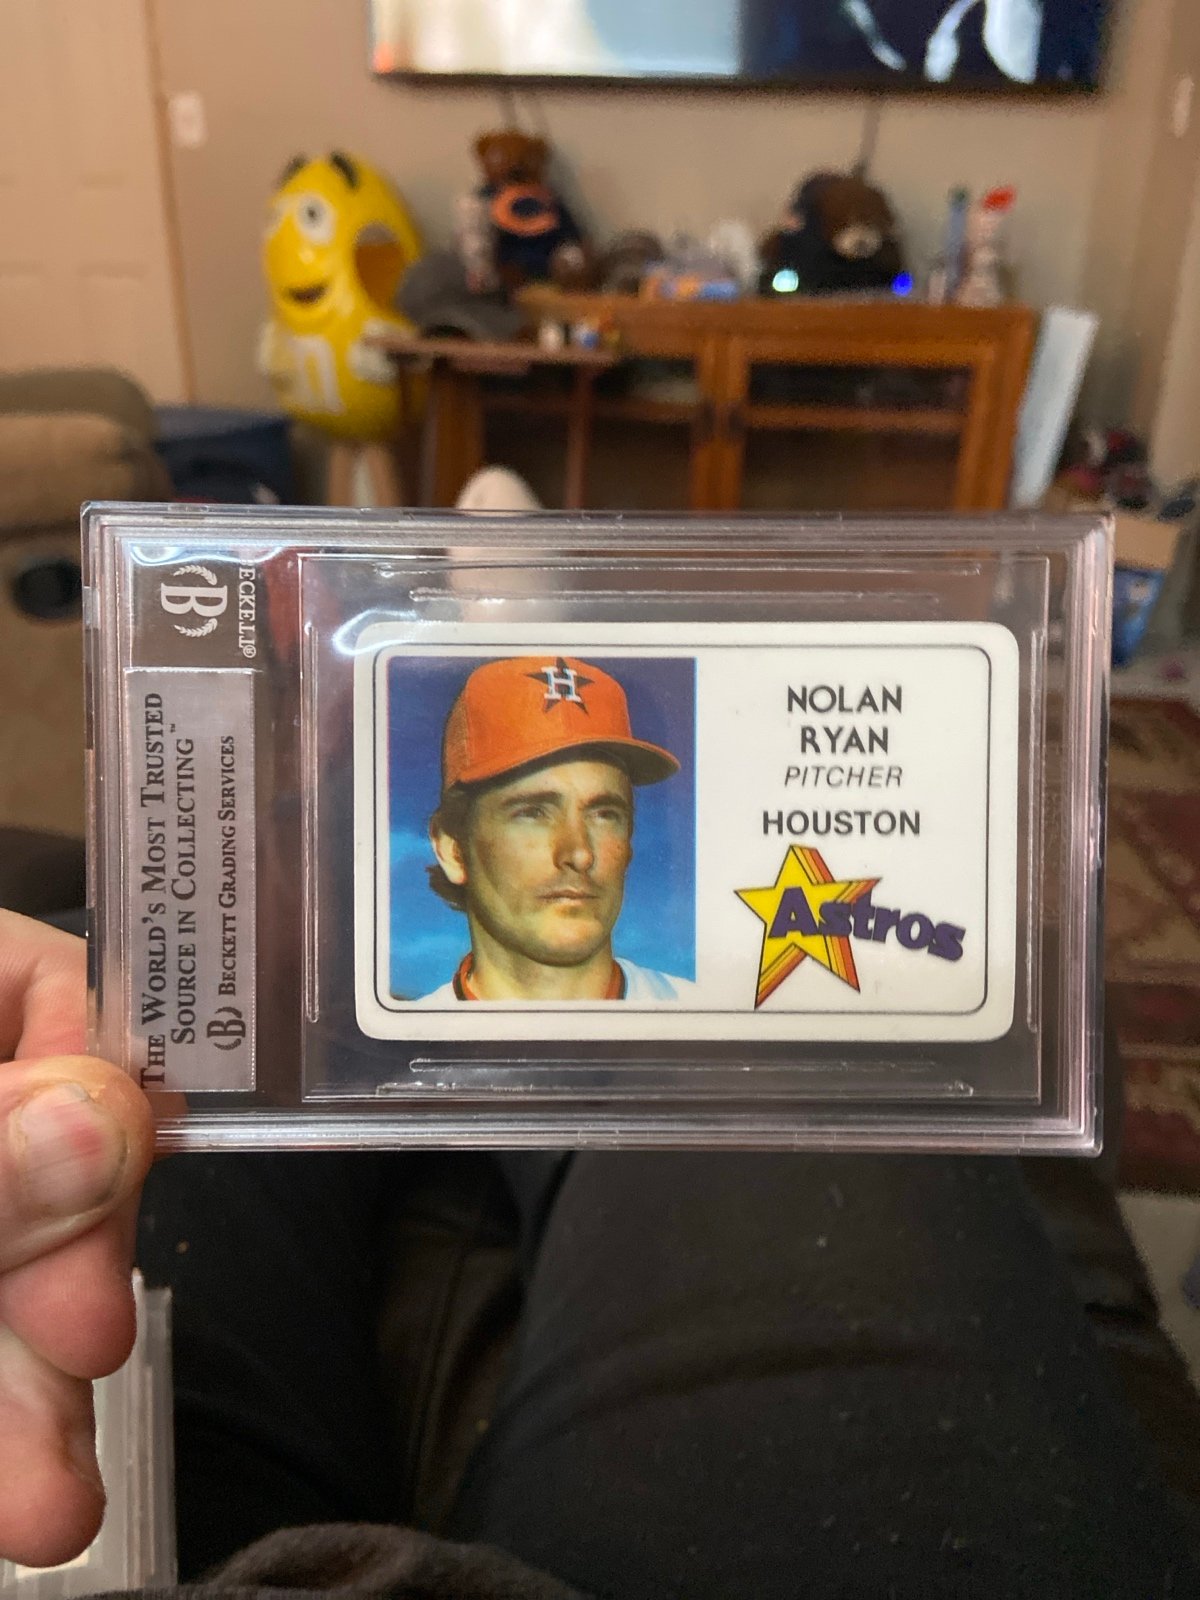 BECKETT®
B
THE WORLD'S MOST TRUSTED
SOURCE IN COLLECTING™
B BECKETT GRADING SERVICES
H
NOLAN
RYAN
PITCHER
HOUSTON
Astros